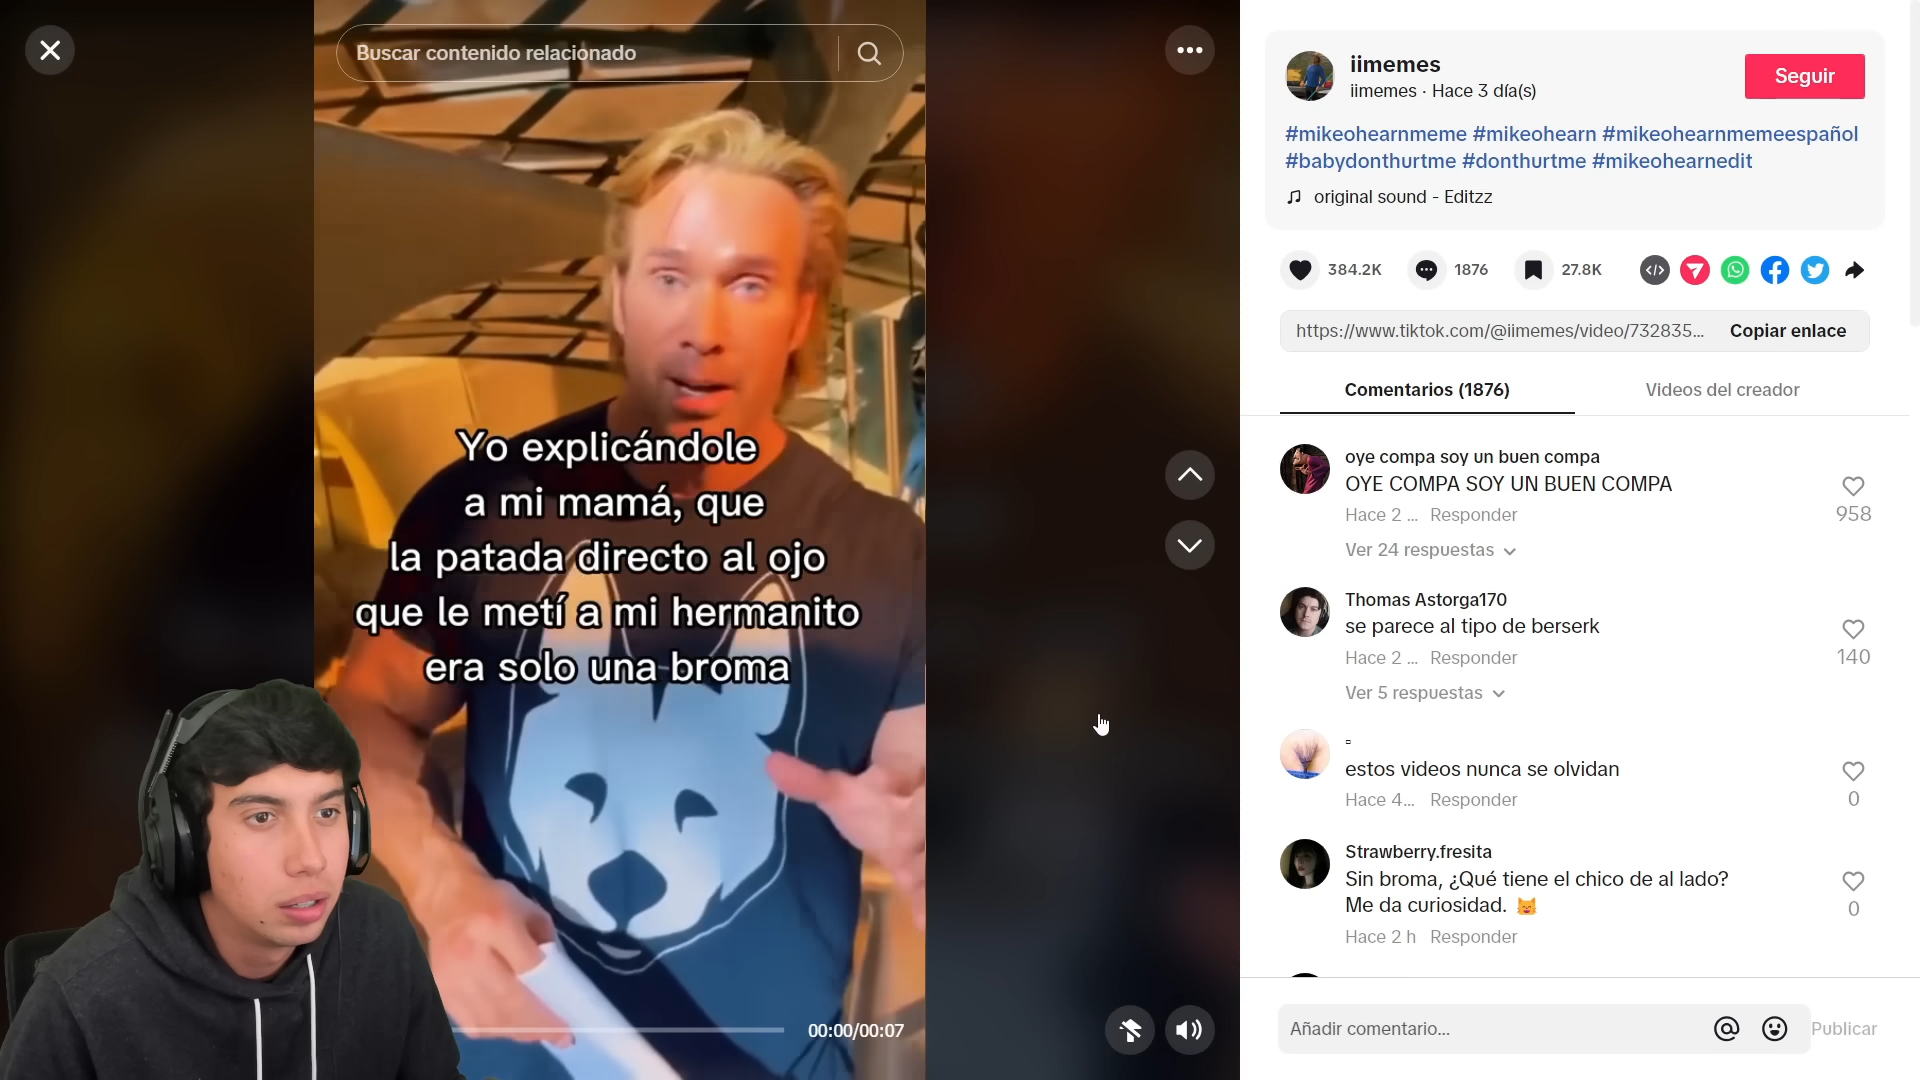 Buscar contenido relacionado
Yo explicándole
a mi mamá, que
la patada directo al ojo
que le metí a mi hermanito
era solo una broma
00:00/00:07
iimemes
iimemes · Hace 3 día(s)
Seguir
#mikeohearnmeme #mikeohearn #mikeohearnmemeespañol
#babydonthurtme #donthurtme #mikeohearnedit
original sound - Editzz
384.2K
1876
27.8K
https://www.tiktok.com/@iimemes/video/732835...
Copiar enlace
Comentarios (1876)
Videos del creador
oye compa soy un buen compa
OYE COMPA SOY UN BUEN COMPA
Hace 2 ... Responder
958
Ver 24 respuestas
Thomas Astorga170
se parece al tipo de berserk
Hace 2 ... Responder
140
Ver 5 respuestas
estos videos nunca se olvidan
Hace 4... Responder
0
Strawberry.fresita
Sin broma, ¿Qué tiene el chico de al lado?
Me da curiosidad. 😸
Hace 2 h Responder
0
Añadir comentario...
Publicar